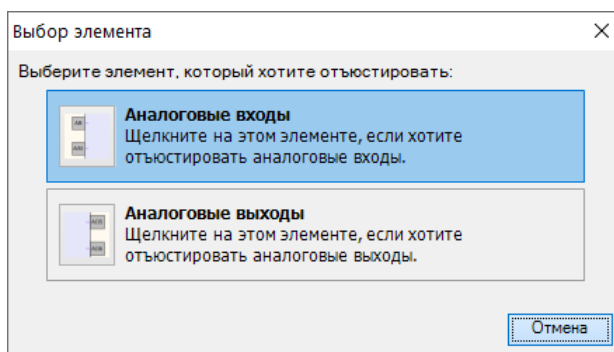 Выбор элемента
Выберите элемент, который хотите отъюстировать:
Аналоговые входы
Щелкните на этом элементе, если хотите
отъюстировать аналоговые входы.
Аналоговые выходы
Щелкните на этом элементе, если хотите
отъюстировать аналоговые выходы.
Отмена